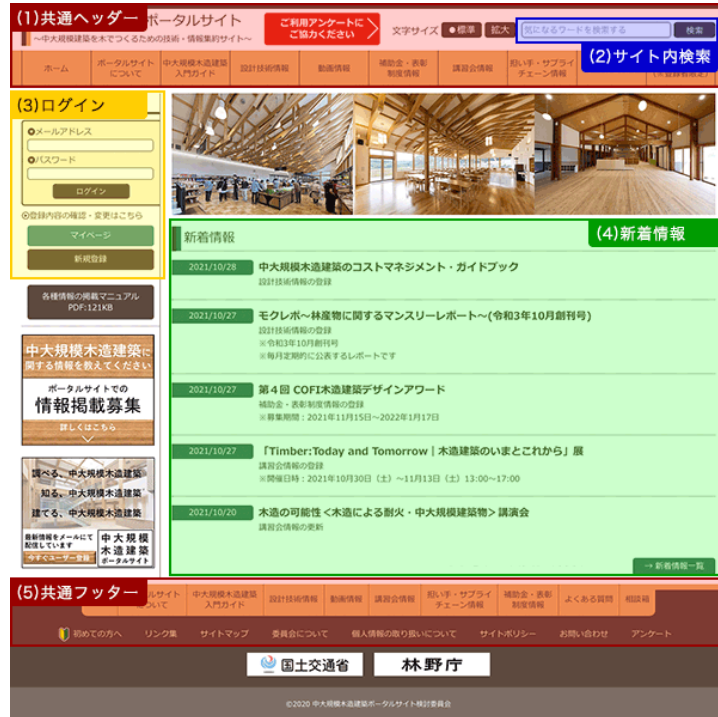 (1)共通ヘッダー
ータルサイト
~中大規模建築を木でつくるための技術・情報集約サイト~
ご利用アンケートに
ご協力ください
文字サイズ ●標準 拡大
気になるワードを検索する 検索
(2)サイト内検索
ホーム
ポータルサイト
について
中大規模木造建築
入門ガイド
設計技術情報
動画情報
補助金・表彰
制度情報
講習会情報
担い手・サプライ
チェーン情報
(3)ログイン
メールアドレス
パスワード
ログイン
登録内容の確認・変更はこちら
マイページ
新規登録
各種情報の掲載マニュアル
PDF:121KB
中大規模木造建築に
関する情報を教えてください
ポータルサイトでの
情報掲載募集
詳しくはこちら
調べる、中大規模木造建築
知る、中大規模木造建築
建てる、中大規模木造建築
最新情報をメールにて
配信しています
今すぐユーザー登録
中大規模
木造建築
ポータルサイト
新着情報
(4)新着情報
2021/10/28 中大規模木造建築のコストマネジメント・ガイドブック
設計技術情報の登録
2021/10/27 モクレポ~林産物に関するマンスリーレポート~(令和3年10月創刊号)
設計技術情報の登録
※令和3年10月創刊号
※毎月定期的に公表するレポートです
2021/10/27 第4回 COFI木造建築デザインアワード
補助金・表彰制度情報の登録
※募集期間:2021年11月15日~2022年1月17日
2021/10/27 「Timber:Today and Tomorrow｜木造建築のいまとこれから」展
講習会情報の登録
※開催日時:2021年10月30日(土)~11月13日(土)13:00~17:00
2021/10/20 木造の可能性<木造による耐火・中大規模建築物>講演会
講習会情報の更新
→新着情報一覧
(5)共通フッター
中大規模木造建築
入門ガイド
設計技術情報
動画情報
講習会情報
担い手・サプライ
チェーン情報
補助金・表彰
制度情報
よくある質問
相談箱
初めての方へ リンク集 サイトマップ 委員会について 個人情報の取り扱いについて サイトポリシー お問い合わせ アンケート
国土交通省 林野庁
©2020 中大規模木造建築ポータルサイト検討委員会